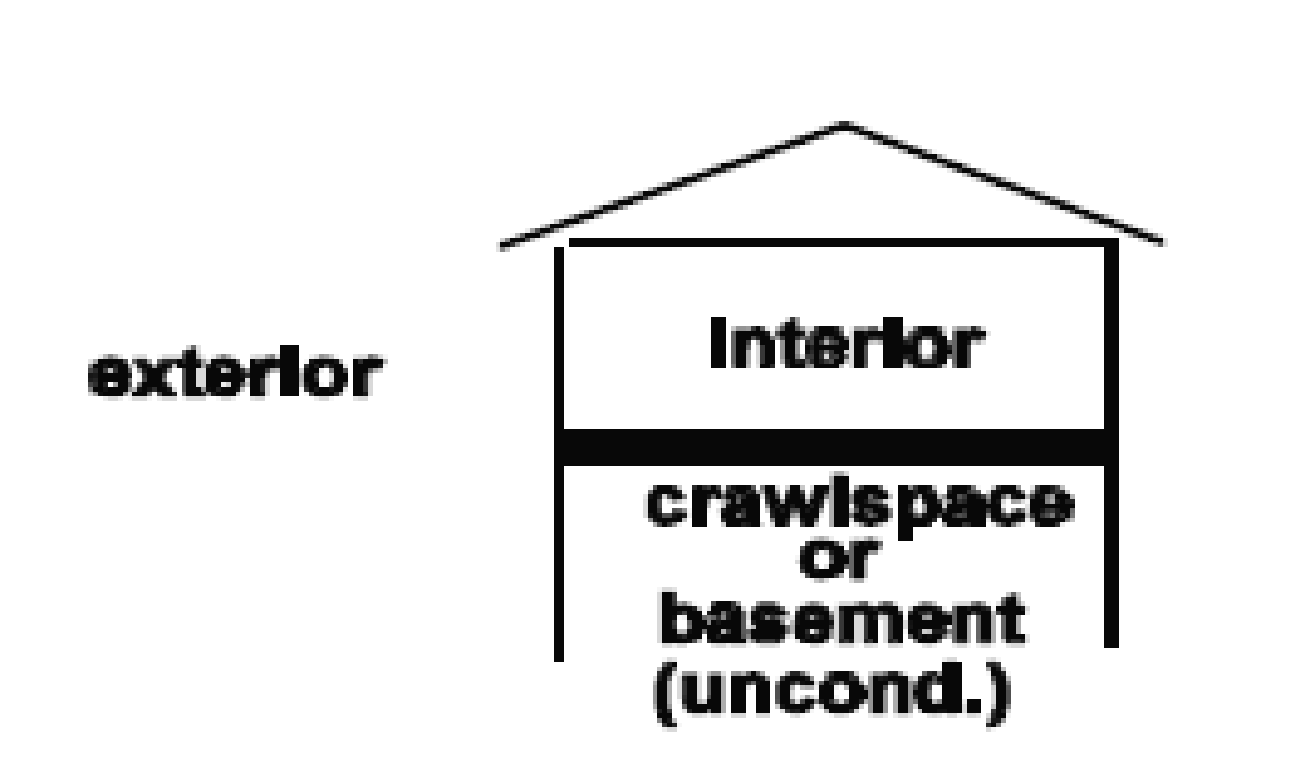 Interior
exterior
crawlspace
or
basement
(uncond.)